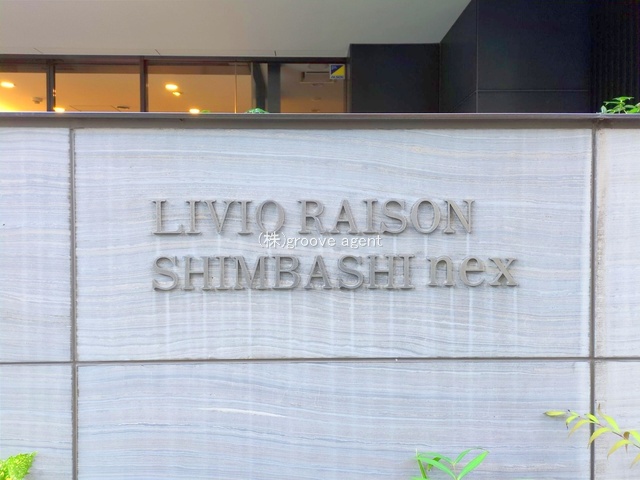 LIVIO RAISON
(株)groove agent
SHIMBASHI nex